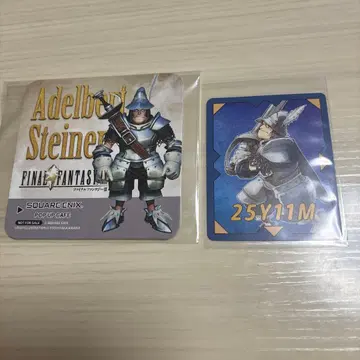 Adelbert
Steiner
FINAL FANTASY
ファイナルファンタジーIX
SQUARE ENIX
POP UP CAFE
NOT FOR SALE
25Y11M